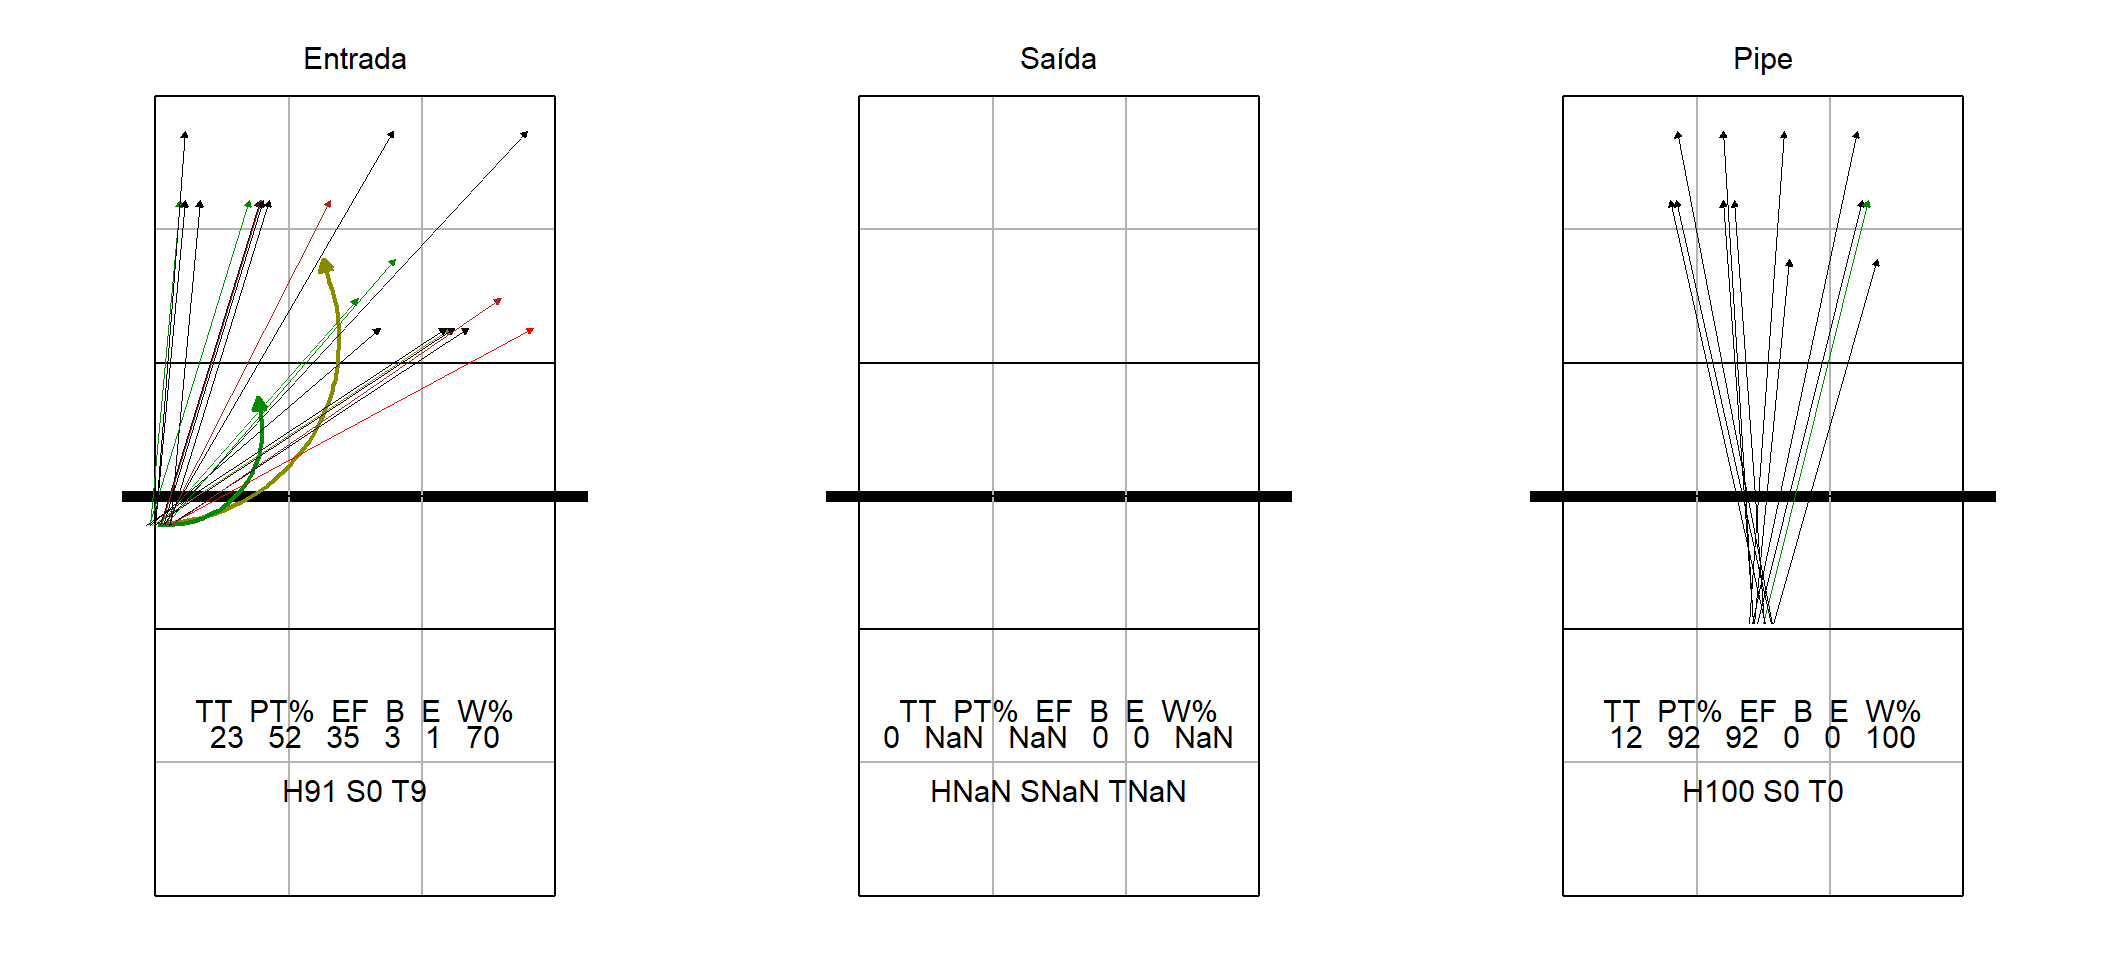 Entrada
TT PT% EF B E W%
23 52 35 3 1 70
H91 S0 T9
Saída
TT PT% EF B E W%
0 NaN NaN 0 0 NaN
HNaN SNaN TNaN
Pipe
TT PT% EF B E W%
12 92 92 0 0 100
H100 S0 T0